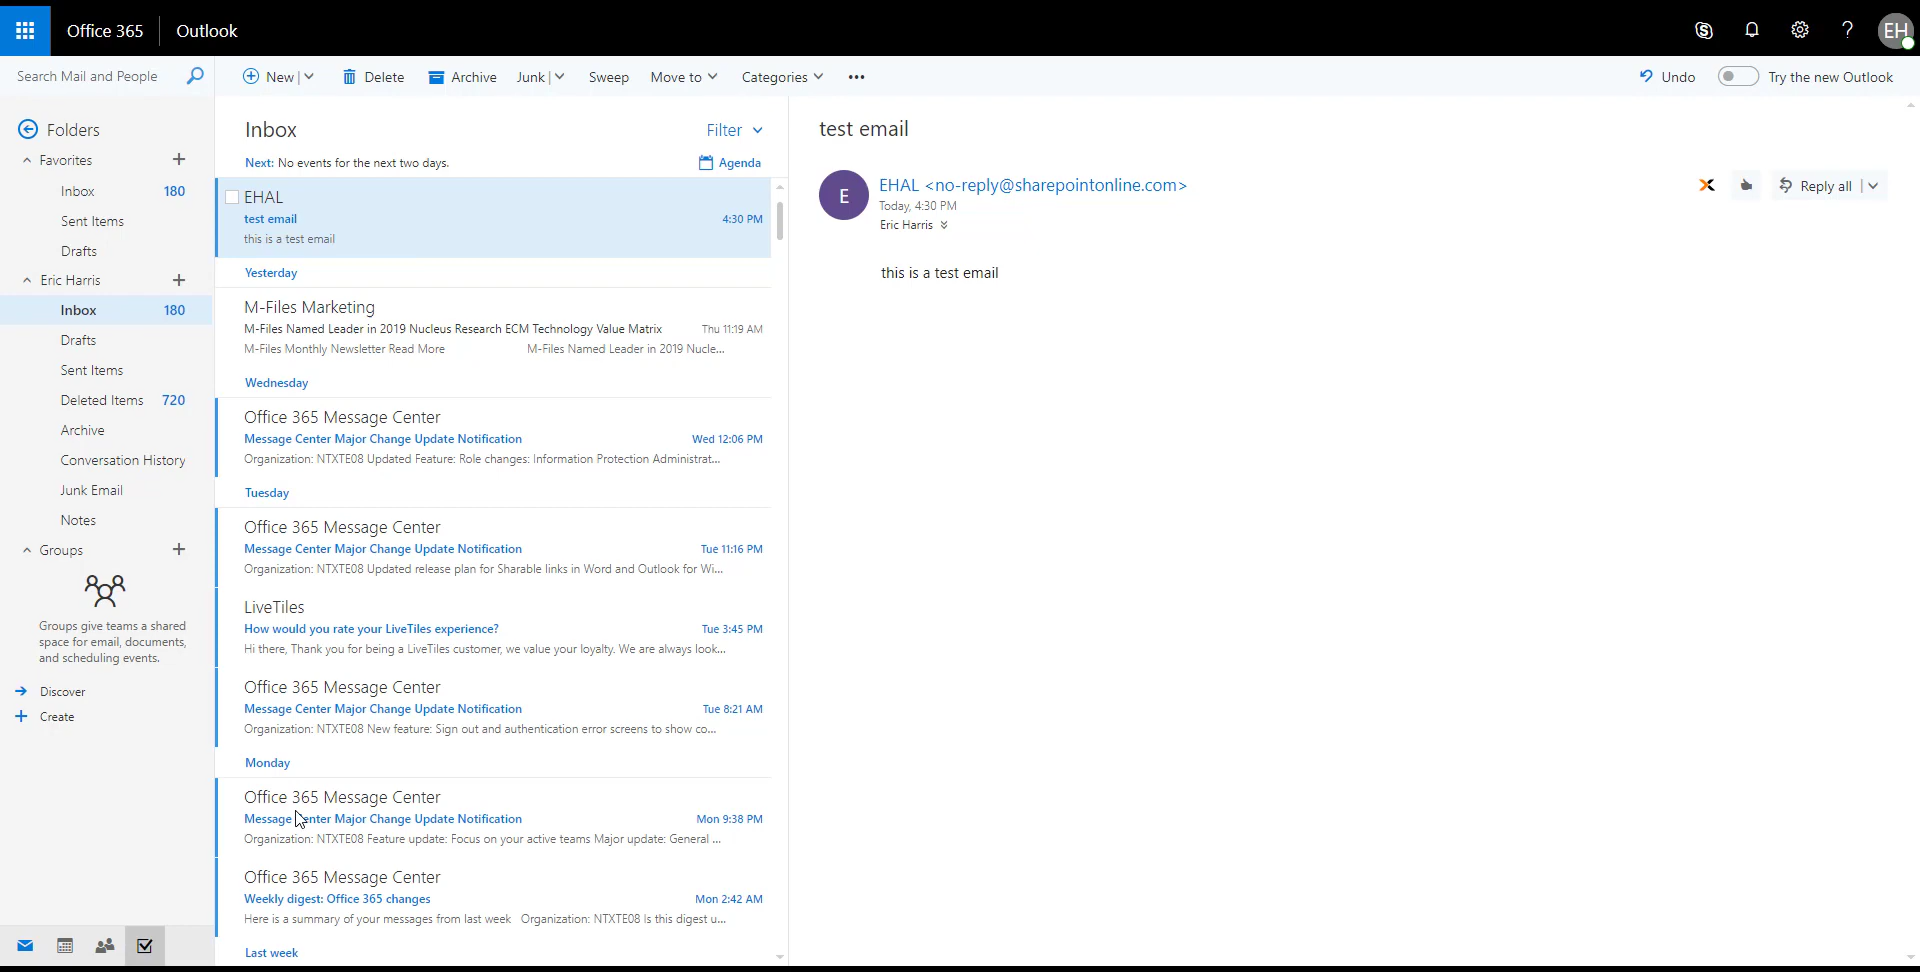 Office 365 Outlook EH
Search Mail and People
New Delete Archive Junk Sweep Move to Categories ••• Undo Try the new Outlook
Folders
Favorites
Inbox 180
Sent Items
Drafts
Eric Harris
Inbox 180
Drafts
Sent Items
Deleted Items 720
Archive
Conversation History
Junk Email
Notes
Groups
Groups give teams a shared
space for email, documents,
and scheduling events.
Discover
Create
Inbox Filter
Next: No events for the next two days. Agenda
EHAL
test email 4:30 PM
this is a test email
Yesterday
M-Files Marketing
M-Files Named Leader in 2019 Nucleus Research ECM Technology Value Matrix Thu 11:19 AM
M-Files Monthly Newsletter Read More M-Files Named Leader in 2019 Nucle...
Wednesday
Office 365 Message Center
Message Center Major Change Update Notification Wed 12:06 PM
Organization: NTXTE08 Updated Feature: Role changes: Information Protection Administrat...
Tuesday
Office 365 Message Center
Message Center Major Change Update Notification Tue 11:16 PM
Organization: NTXTE08 Updated release plan for Sharable links in Word and Outlook for Wi...
LiveTiles
How would you rate your LiveTiles experience? Tue 3:45 PM
Hi there, Thank you for being a LiveTiles customer, we value your loyalty. We are always look...
Office 365 Message Center
Message Center Major Change Update Notification Tue 8:21 AM
Organization: NTXTE08 New feature: Sign out and authentication error screens to show co...
Monday
Office 365 Message Center
Message Center Major Change Update Notification Mon 9:38 PM
Organization: NTXTE08 Feature update: Focus on your active teams Major update: General ...
Office 365 Message Center
Weekly digest: Office 365 changes Mon 2:42 AM
Here is a summary of your messages from last week Organization: NTXTE08 Is this digest u...
Last week
test email
E
EHAL <no-reply@sharepointonline.com> Reply all
Today, 4:30 PM
Eric Harris
this is a test email